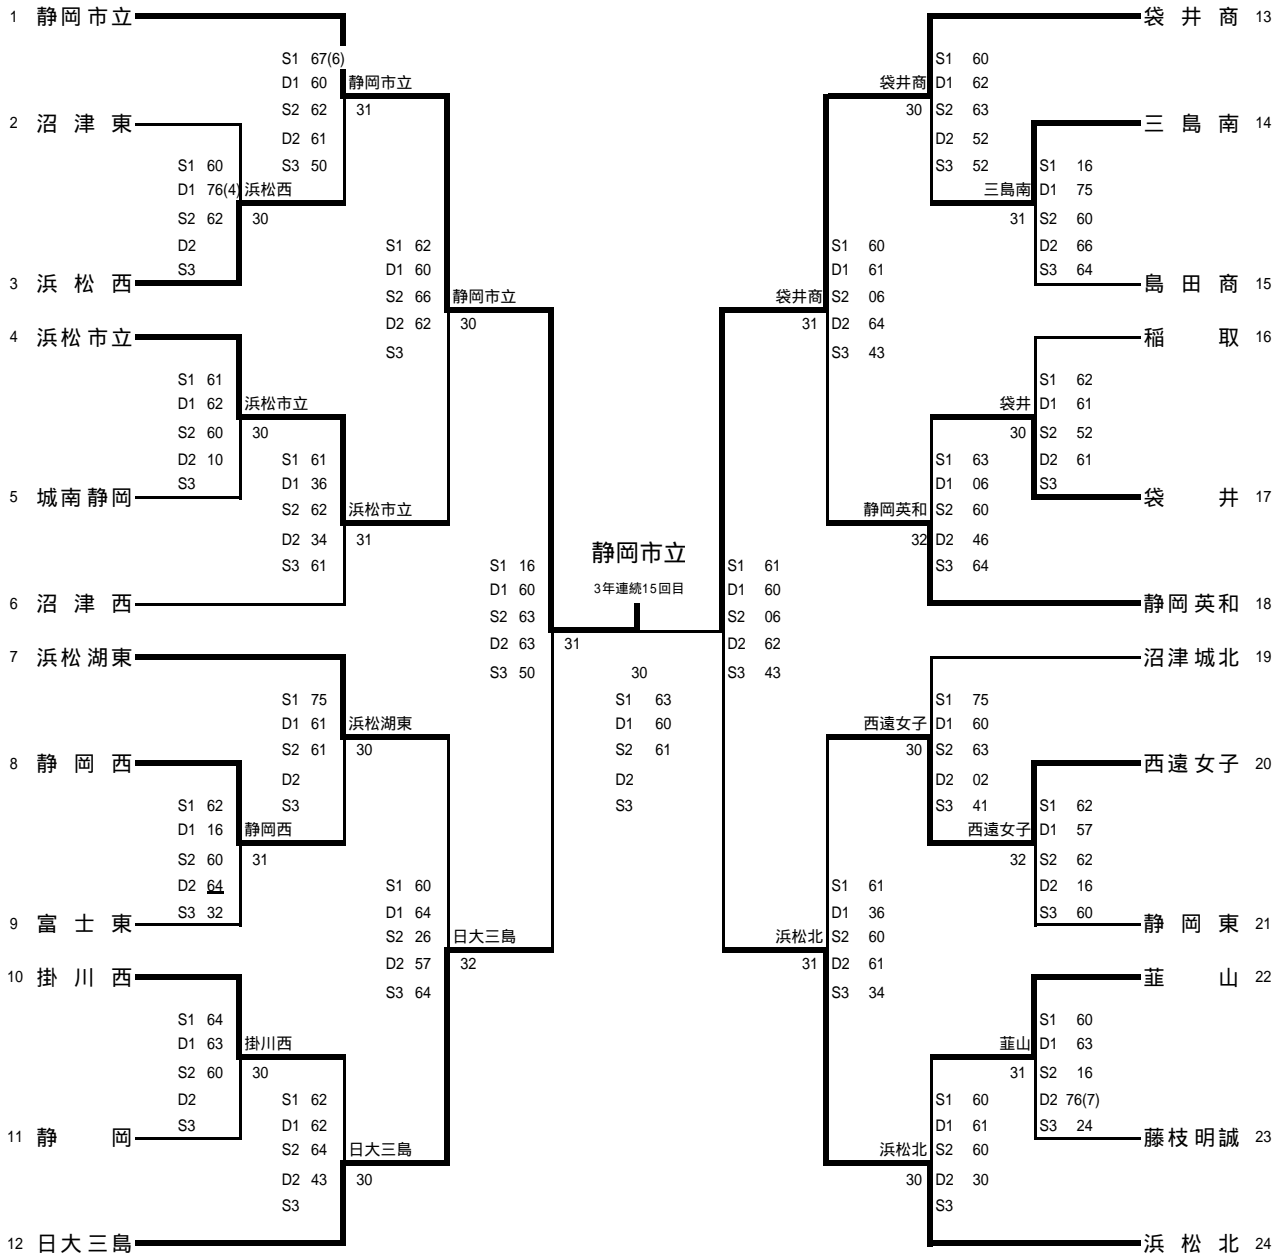 1 静岡市立
S1 67(6)
D1 60
S2 62
D2 61
S3 50
静岡市立
31
2 沼津東
S1 60
D1 76(4)
S2 62
D2
S3
浜松西
30
3 浜松西
S1 62
D1 60
S2 66
D2 62
S3
静岡市立
30
4 浜松市立
S1 61
D1 62
S2 60
D2 10
S3
浜松市立
30
5 城南静岡
S1 61
D1 36
S2 62
D2 34
S3 61
浜松市立
31
6 沼津西
S1 16
D1 60
S2 63
D2 63
S3 50
31
7 浜松湖東
S1 75
D1 61
S2 61
D2
S3
浜松湖東
30
8 静岡西
S1 62
D1 16
S2 60
D2 64
S3 32
静岡西
31
9 富士東
S1 60
D1 64
S2 26
D2 57
S3 64
日大三島
32
10 掛川西
S1 64
D1 63
S2 60
D2
S3
掛川西
30
11 静岡
S1 62
D1 62
S2 64
D2 43
S3
日大三島
30
12 日大三島
静岡市立
3年連続15回目
30
S1 63
D1 60
S2 61
D2
S3
袋井商 13
袋井商
30
S1 60
D1 62
S2 63
D2 52
S3 52
三島南 14
三島南
31
S1 16
D1 75
S2 60
D2 66
S3 64
島田商 15
袋井商
31
S1 60
D1 61
S2 06
D2 64
S3 43
稲取 16
袋井
30
S1 62
D1 61
S2 52
D2 61
S3
袋井 17
静岡英和
32
S1 63
D1 06
S2 60
D2 46
S3 64
静岡英和 18
S1 61
D1 60
S2 06
D2 62
S3 43
沼津城北 19
西遠女子
30
S1 75
D1 60
S2 63
D2 02
S3 41
西遠女子 20
西遠女子
32
S1 62
D1 57
S2 62
D2 16
S3 60
静岡東 21
浜松北
31
S1 61
D1 36
S2 60
D2 61
S3 34
韮山 22
韮山
31
S1 60
D1 63
S2 16
D2 76(7)
S3 24
藤枝明誠 23
浜松北
30
S1 60
D1 61
S2 60
D2 30
S3
浜松北 24